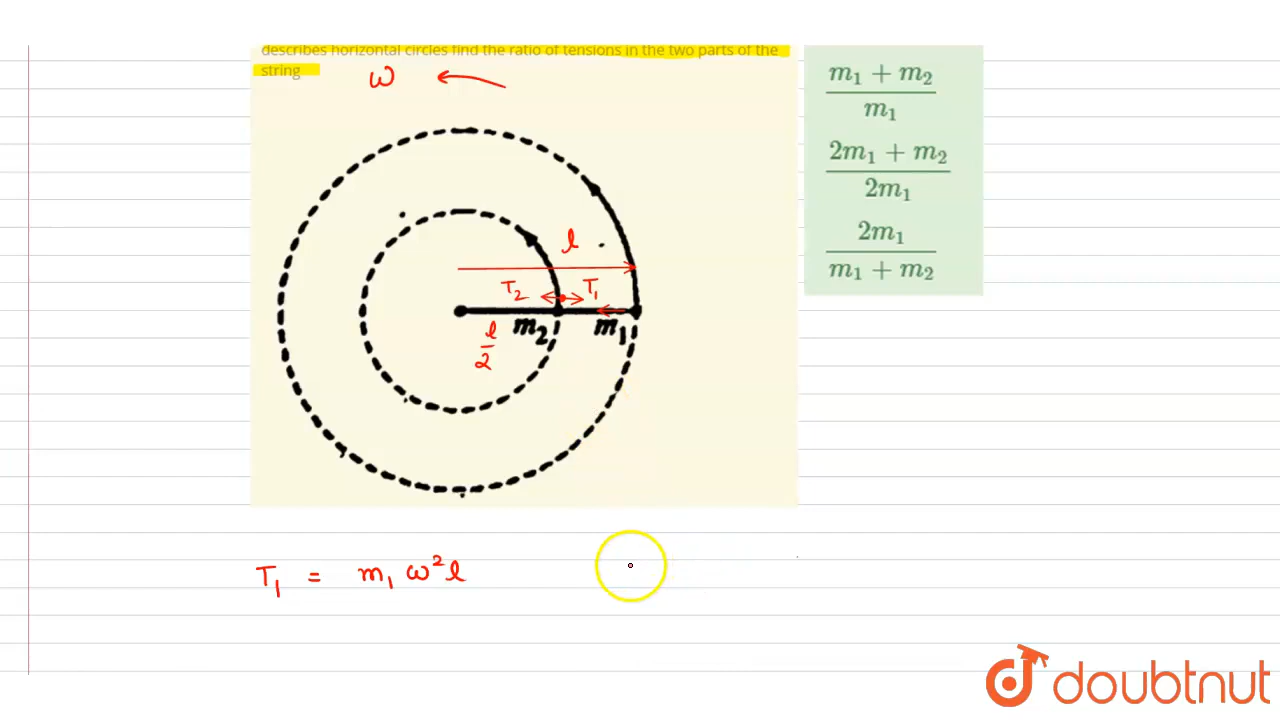 describes horizontal circles find the ratio of tensions in the two parts of the
string
ω
l
T₂ T₁
m₂ m₁
l/2
T₁ = m₁ ω² l
(m₁ + m₂)/m₁
(2m₁ + m₂)/(2m₁)
2m₁/(m₁ + m₂)
doubtnut